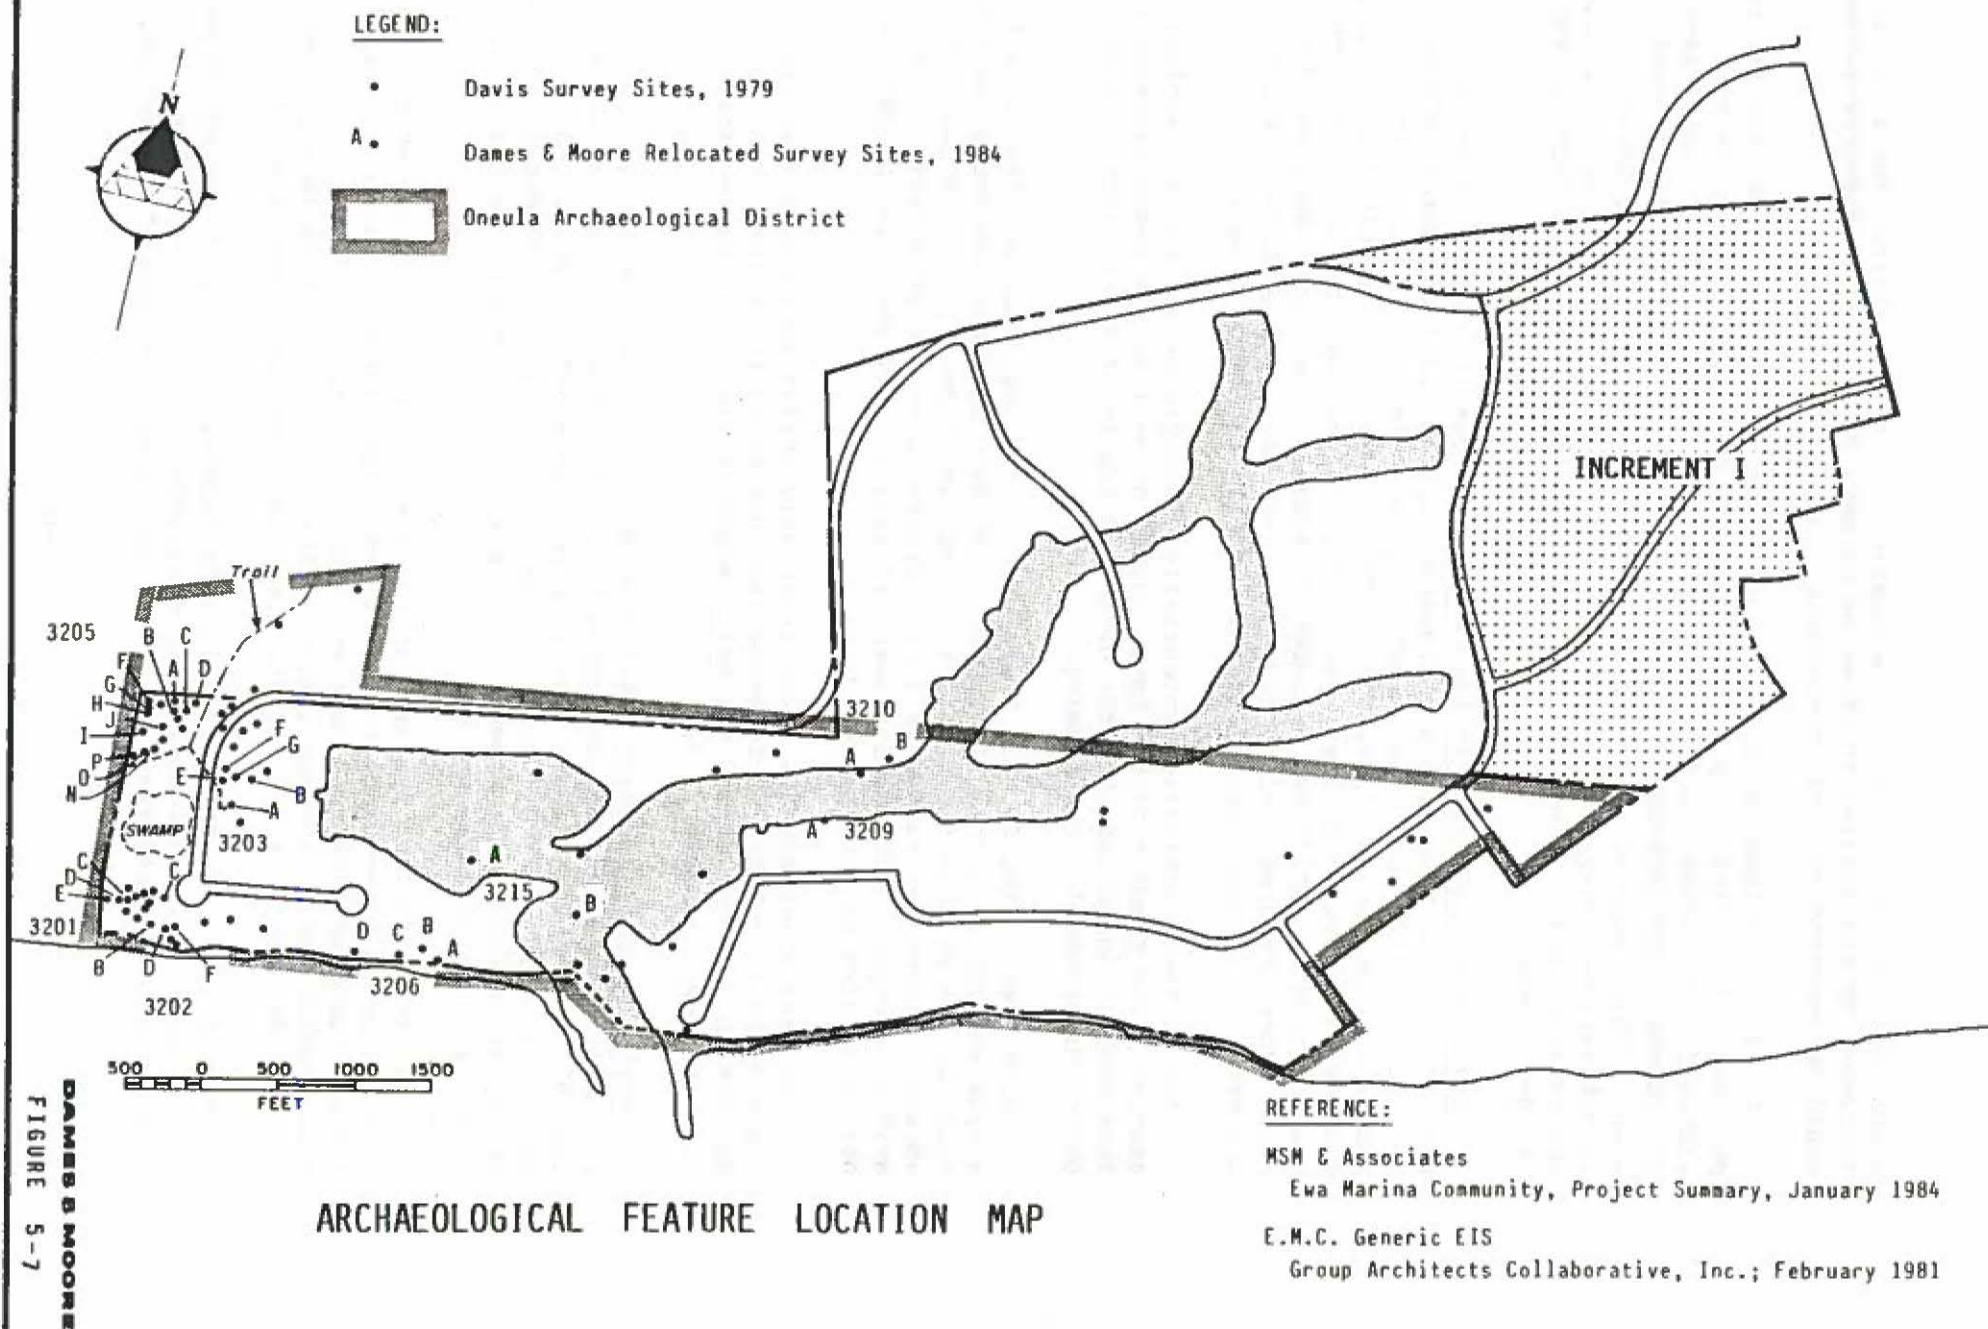 LEGEND:
N
Davis Survey Sites, 1979
A
Dames & Moore Relocated Survey Sites, 1984
Oneula Archaeological District
INCREMENT I
Trail
3205
B
C
F
A
D
G
H
J
I
P
O
N
F
G
E
B
A
SWAMP
3203
3210
A
B
A
3209
A
3215
B
C
D
E
C
3201
B
D
F
3202
D
C
B
A
3206
500 0 500 1000 1500
FEET
REFERENCE:
MSM & Associates
Ewa Marina Community, Project Summary, January 1984
E.M.C. Generic EIS
Group Architects Collaborative, Inc.; February 1981
ARCHAEOLOGICAL FEATURE LOCATION MAP
DAMES & MOORE
FIGURE 5-7